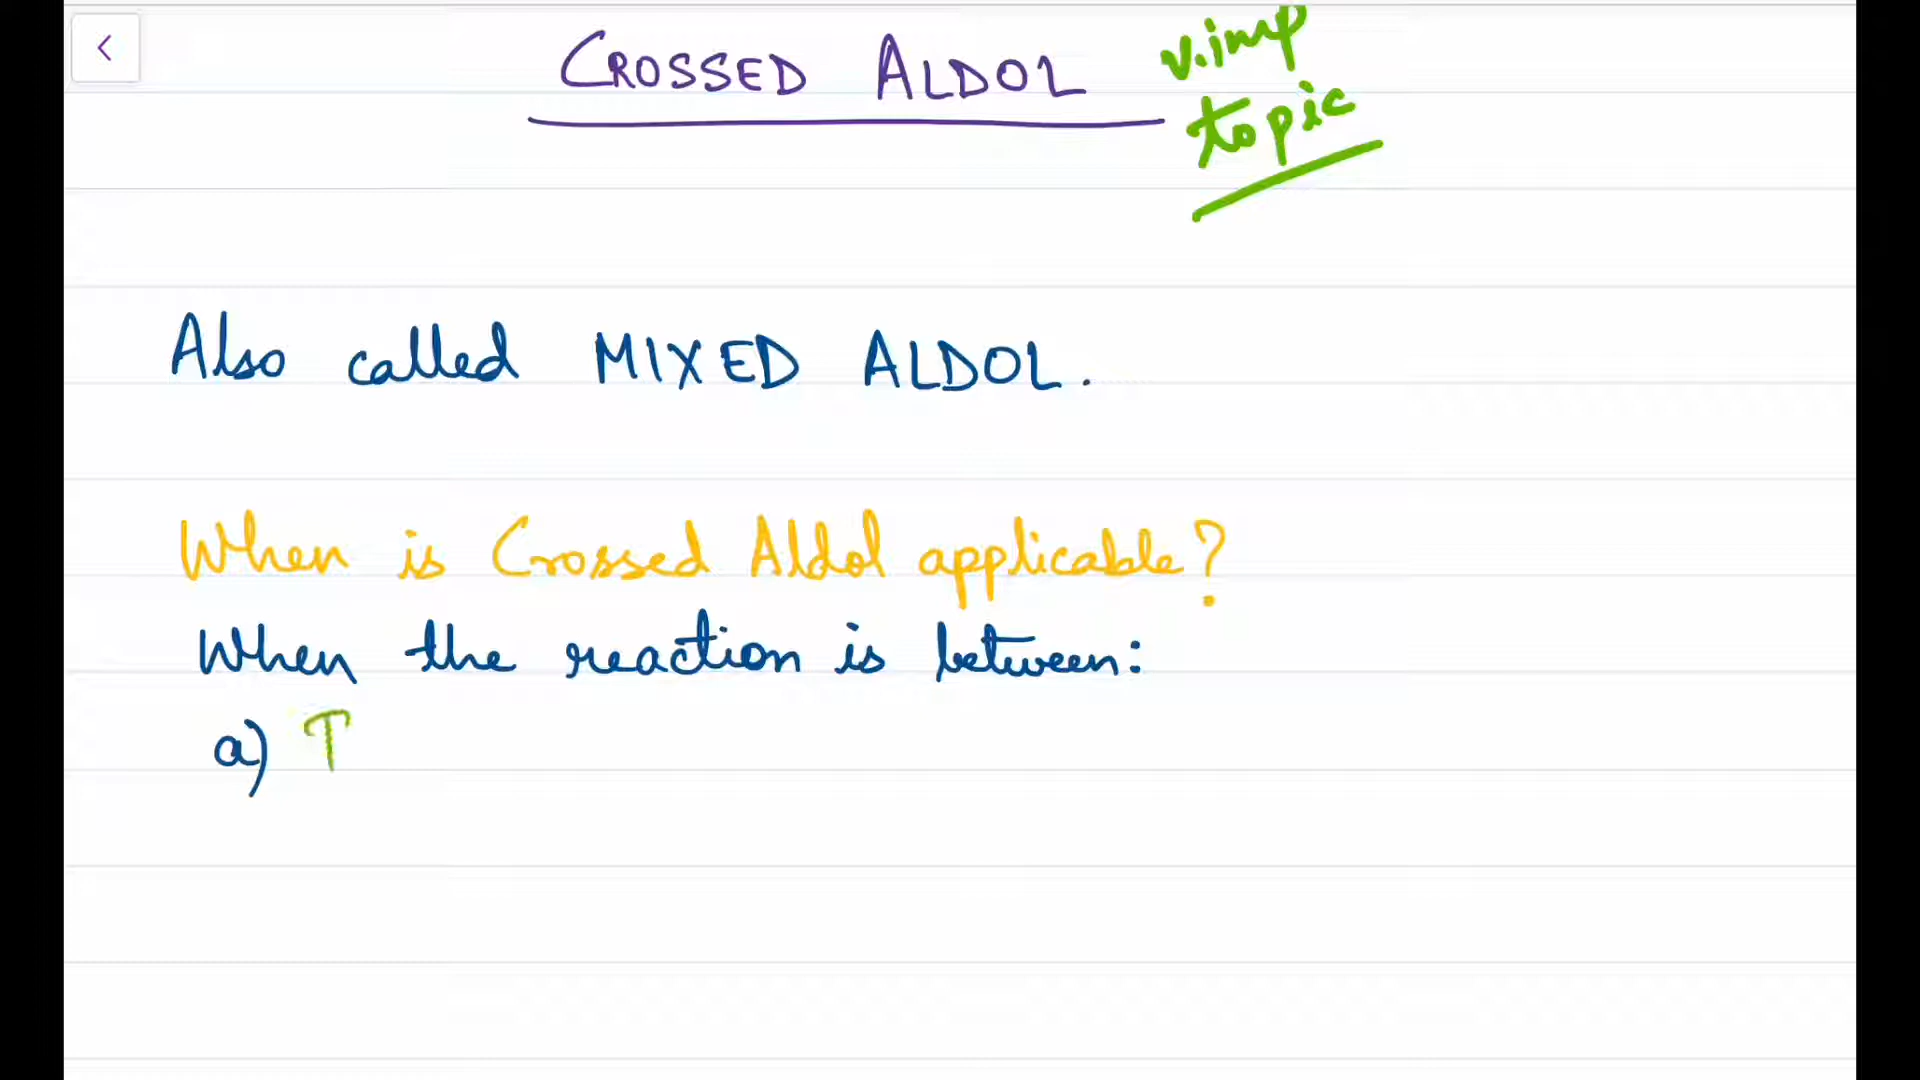 CROSSED ALDOL
v.imp
topic
Also called MIXED ALDOL.
When is Crossed Aldol applicable?
When the reaction is between:
a) T